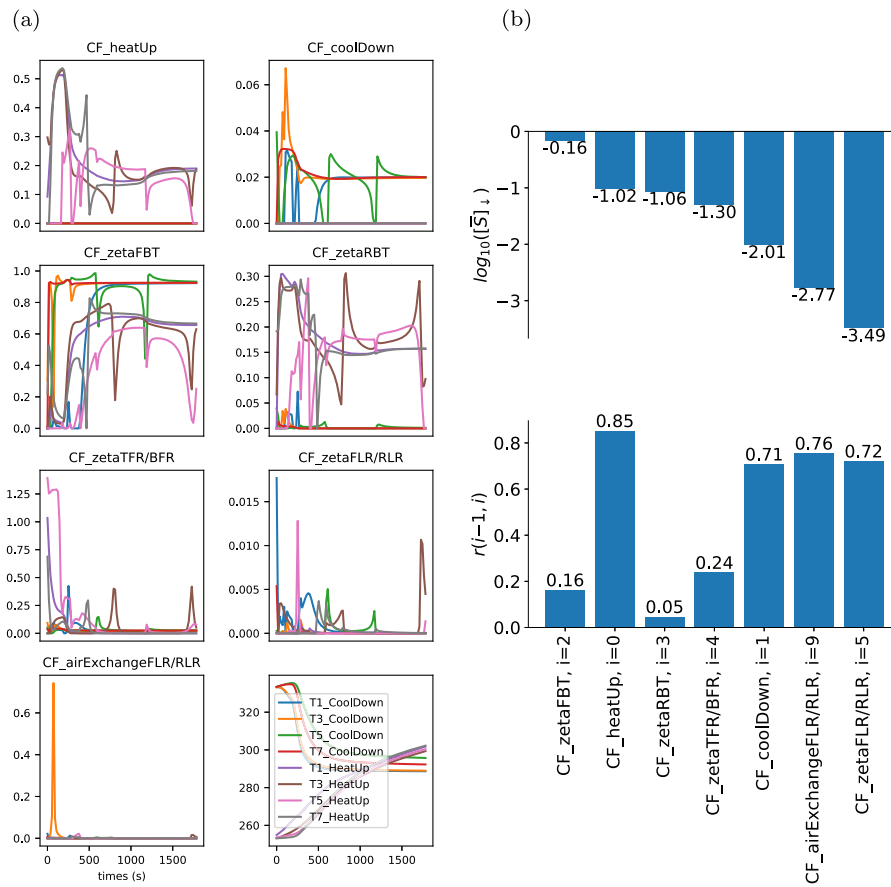 (a)
(b)
CF_heatUp
CF_coolDown
0.5
0.4
0.3
0.2
0.1
0.0
0.06
0.04
0.02
0.00
CF_zetaFBT
CF_zetaRBT
1.0
0.8
0.6
0.4
0.2
0.0
0.30
0.25
0.20
0.15
0.10
0.05
0.00
CF_zetaTFR/BFR
CF_zetaFLR/RLR
1.25
1.00
0.75
0.50
0.25
0.00
0.015
0.010
0.005
0.000
CF_airExchangeFLR/RLR
0.6
0.4
0.2
0.0
0
500
1000
1500
times (s)
320
300
280
260
T1_CoolDown
T3_CoolDown
T5_CoolDown
T7_CoolDown
T1_HeatUp
T3_HeatUp
T5_HeatUp
T7_HeatUp
0
500
1000
1500
log10([S̅]↓)
0
−1
−2
−3
-0.16
-1.02
-1.06
-1.30
-2.01
-2.77
-3.49
r(i−1, i)
0.8
0.6
0.4
0.2
0.0
0.16
0.85
0.05
0.24
0.71
0.76
0.72
CF_zetaFBT, i=2
CF_heatUp, i=0
CF_zetaRBT, i=3
CF_zetaTFR/BFR, i=4
CF_coolDown, i=1
CF_airExchangeFLR/RLR, i=9
CF_zetaFLR/RLR, i=5